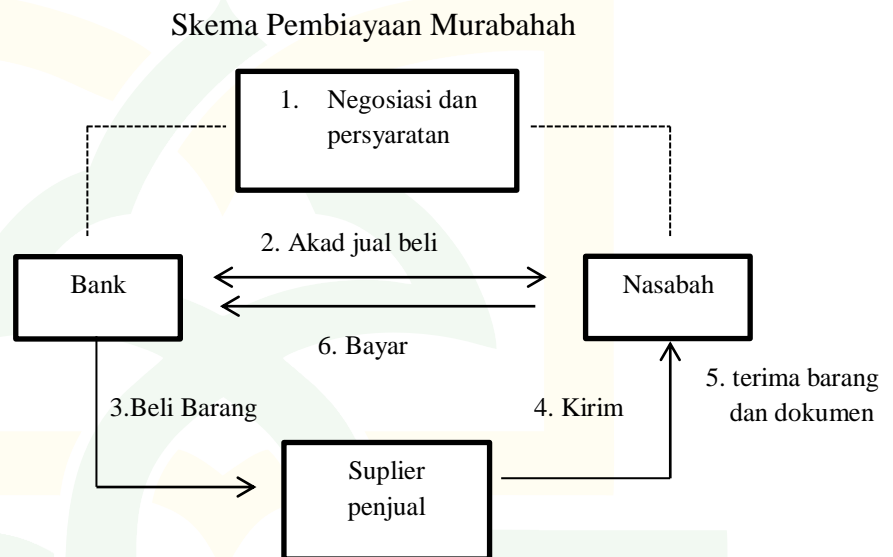 Skema Pembiayaan Murabahah
1. Negosiasi dan
persyaratan
2. Akad jual beli
Bank
Nasabah
6. Bayar
5. terima barang
dan dokumen
3.Beli Barang
4. Kirim
Suplier
penjual